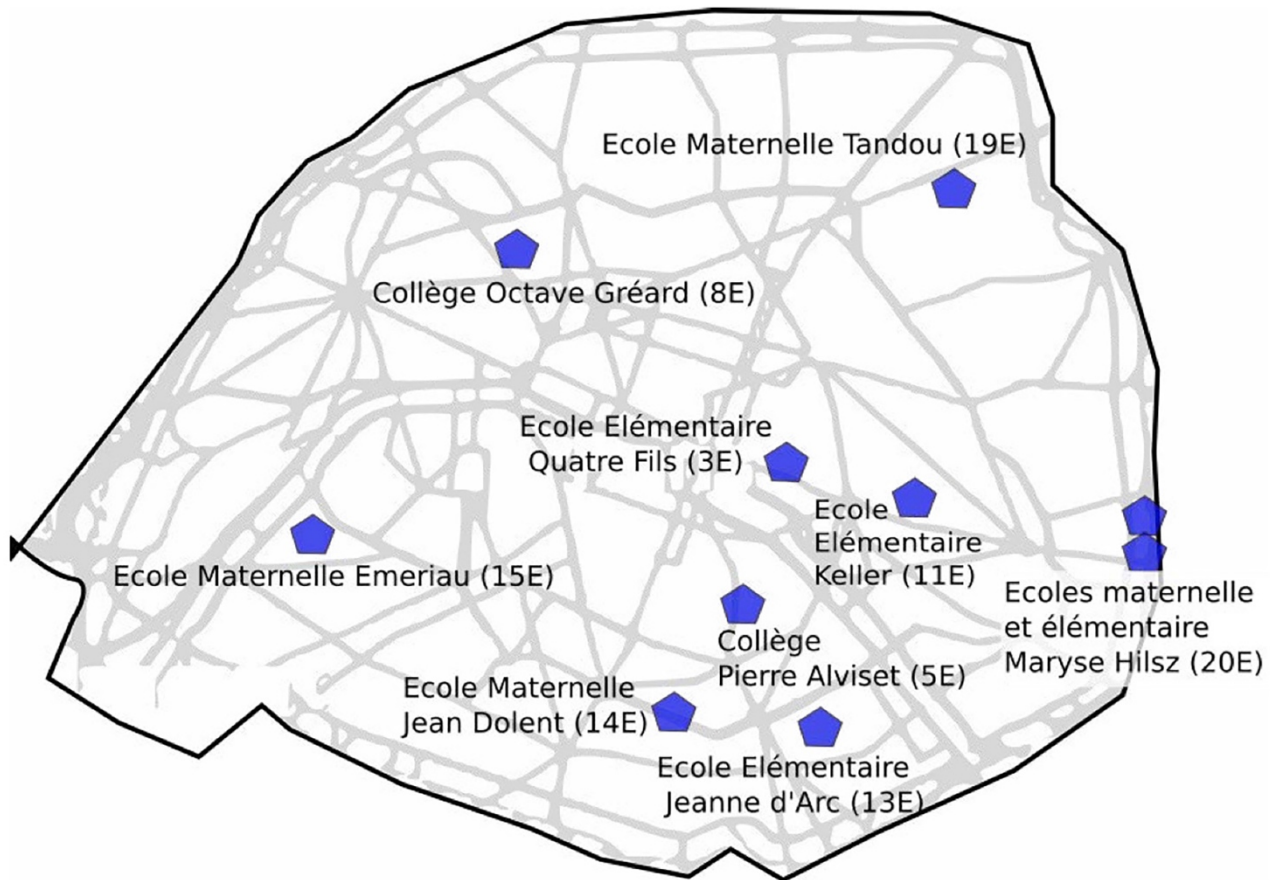 Ecole Maternelle Tandou (19E)
Collège Octave Gréard (8E)
Ecole Elémentaire
Quatre Fils (3E)
Ecole
Elémentaire
Keller (11E)
Ecole Maternelle Emeriau (15E)
Ecoles maternelle
et élémentaire
Maryse Hilsz (20E)
Collège
Pierre Alviset (5E)
Ecole Maternelle
Jean Dolent (14E)
Ecole Elémentaire
Jeanne d'Arc (13E)